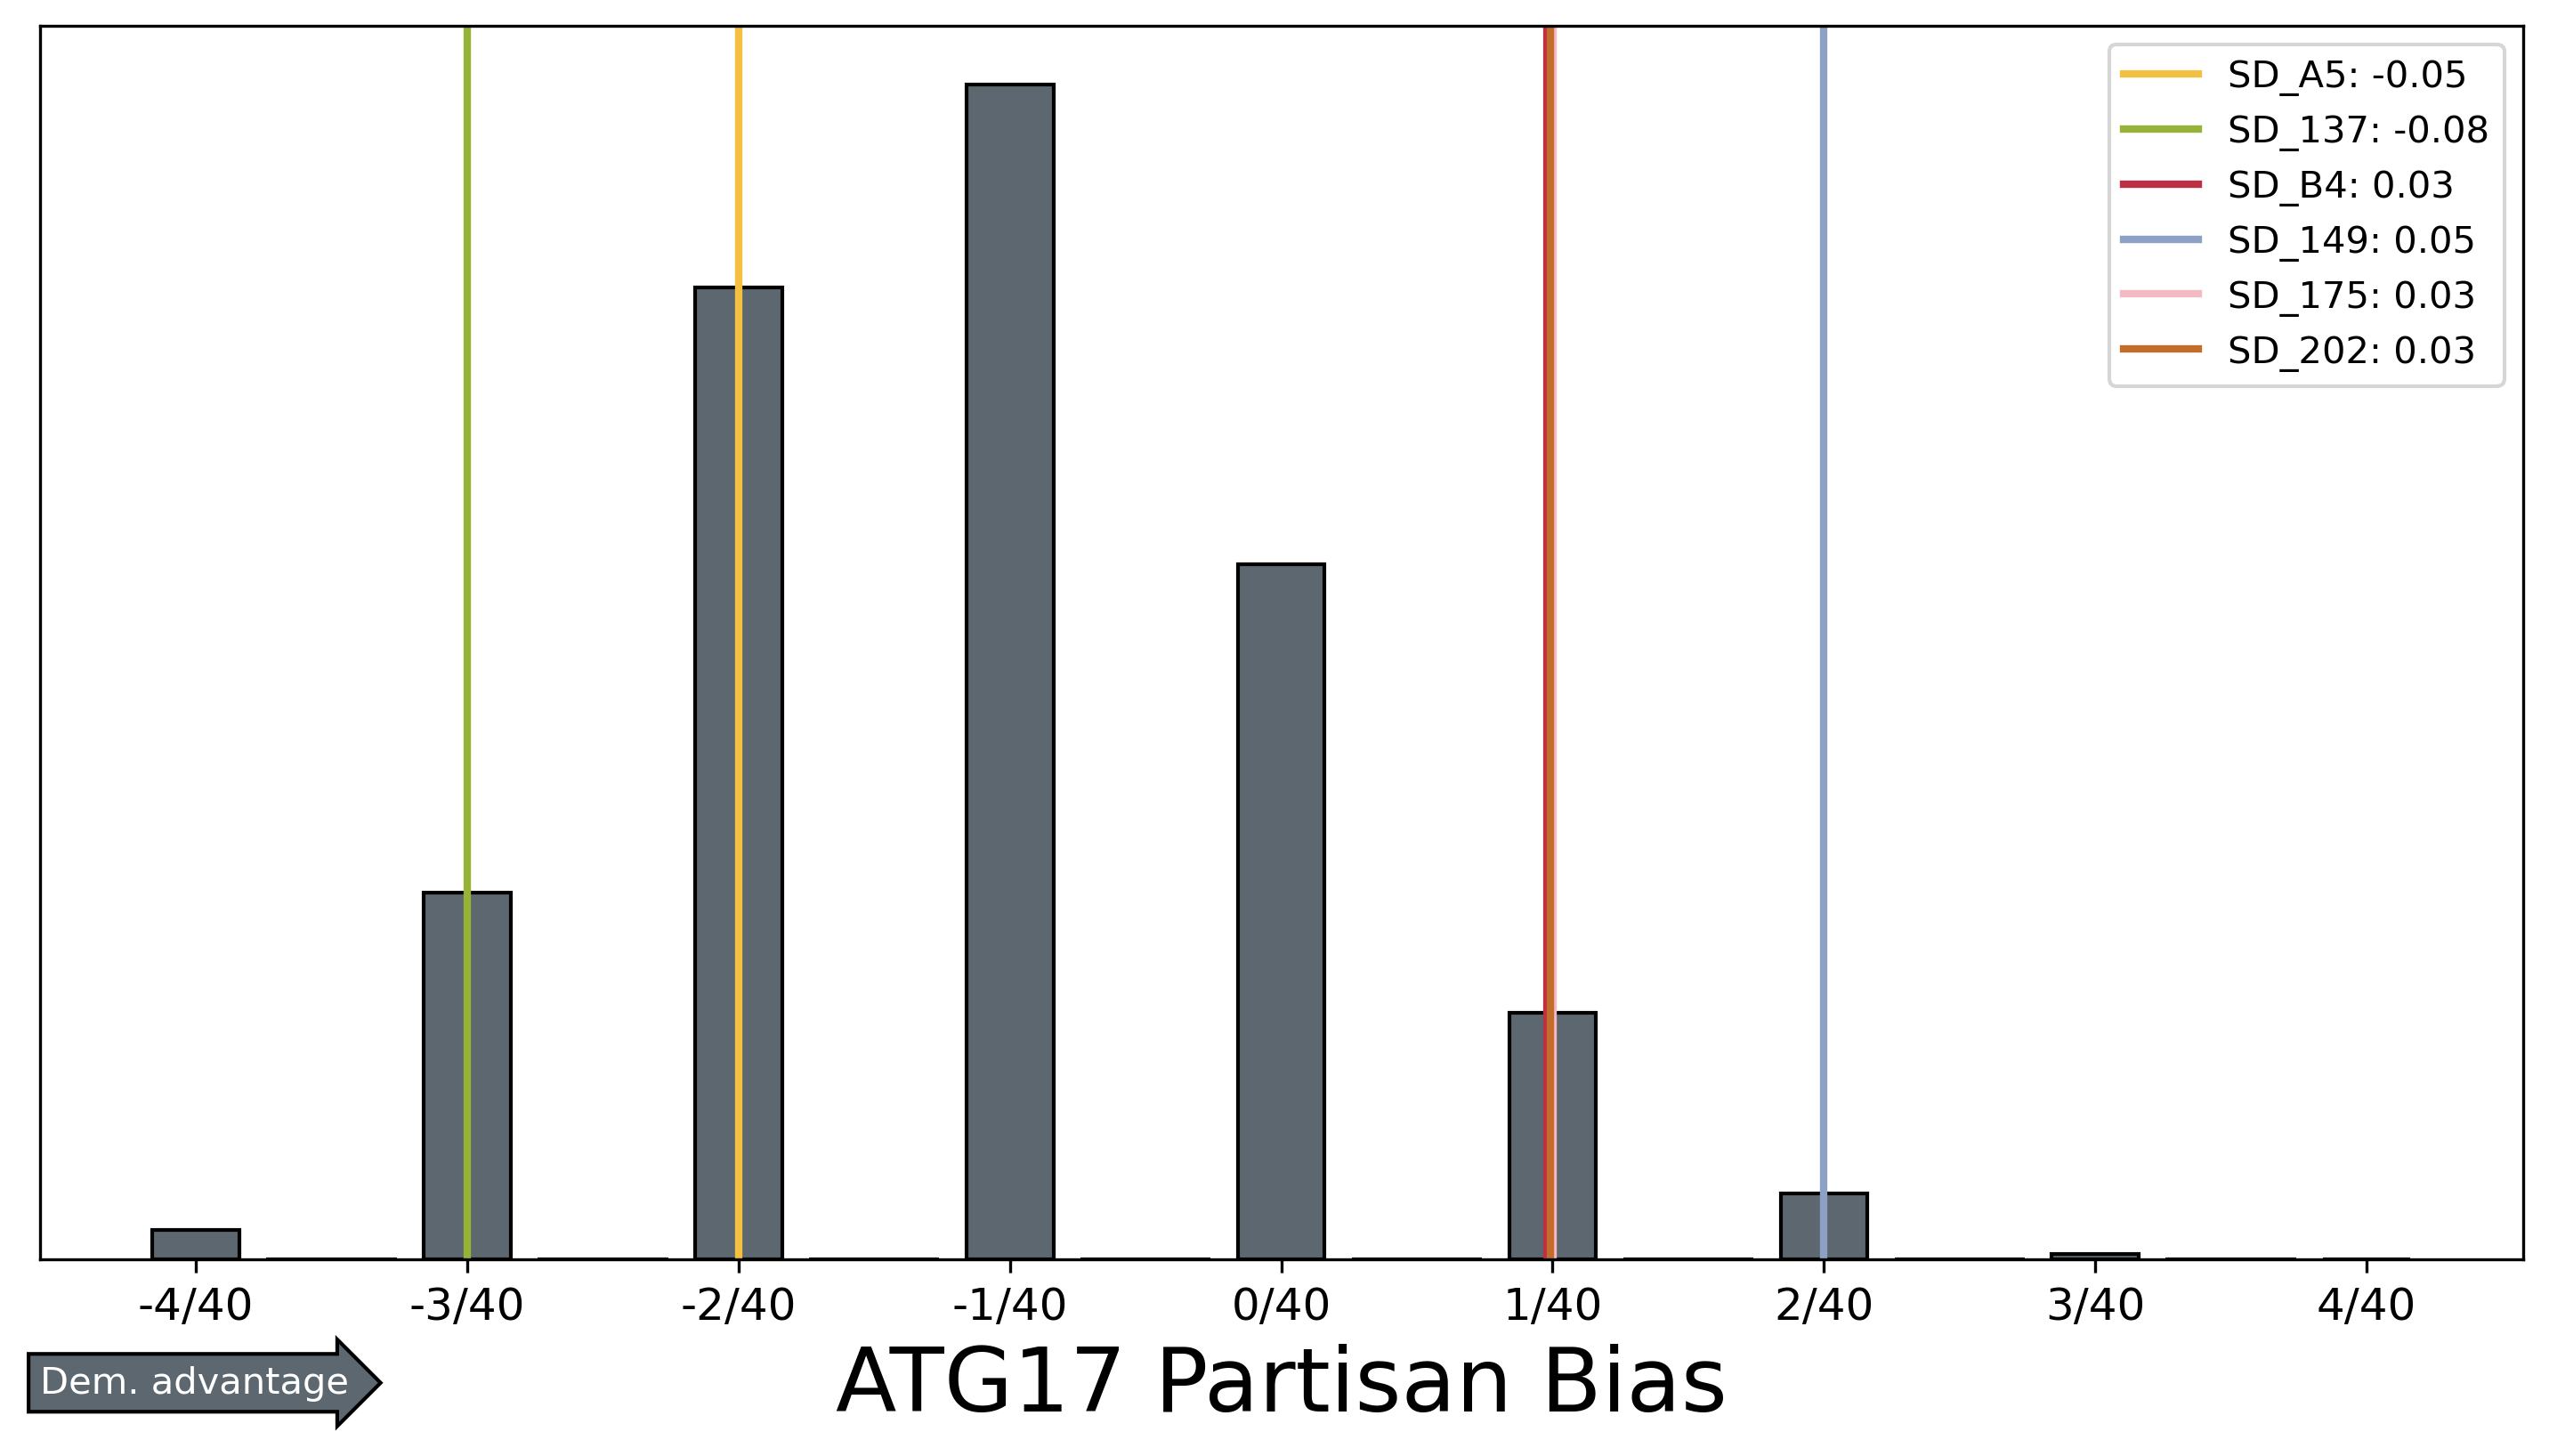 SD_A5: -0.05
SD_137: -0.08
SD_B4: 0.03
SD_149: 0.05
SD_175: 0.03
SD_202: 0.03
-4/40 -3/40 -2/40 -1/40 0/40 1/40 2/40 3/40 4/40
Dem. advantage
ATG17 Partisan Bias